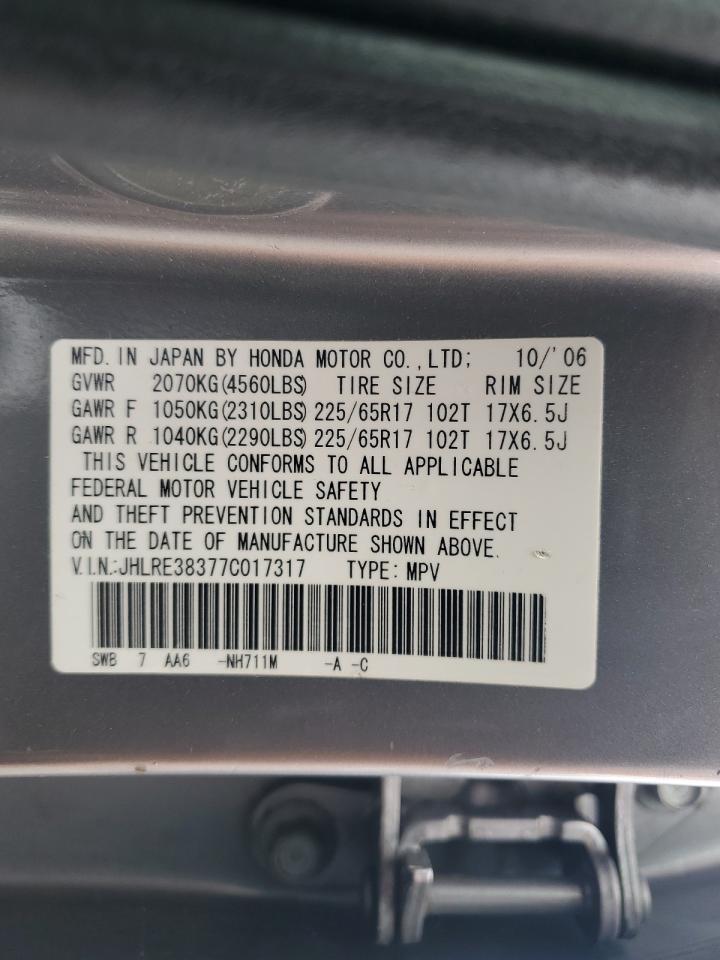 MFD. IN JAPAN BY HONDA MOTOR CO., LTD; 10/'06
GVWR 2070KG(4560LBS) TIRE SIZE RIM SIZE
GAWR F 1050KG(2310LBS) 225/65R17 102T 17X6.5J
GAWR R 1040KG(2290LBS) 225/65R17 102T 17X6.5J
THIS VEHICLE CONFORMS TO ALL APPLICABLE
FEDERAL MOTOR VEHICLE SAFETY
AND THEFT PREVENTION STANDARDS IN EFFECT
ON THE DATE OF MANUFACTURE SHOWN ABOVE.
V.I.N.:JHLRE38377C017317 TYPE: MPV
SWB 7 AA6 -NH711M -A -C